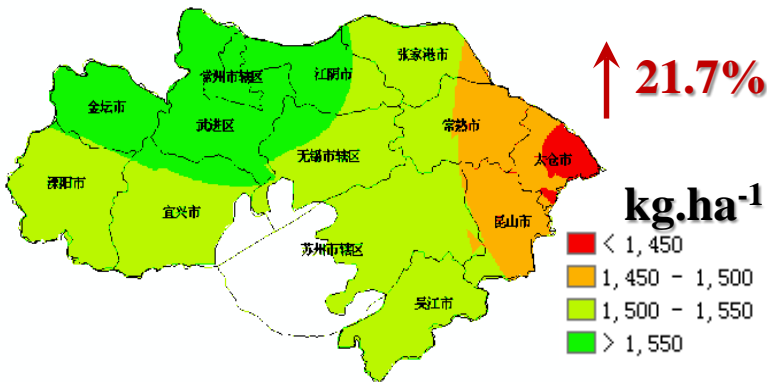 张家港市
常州市辖区
江阴市
↑ 21.7%
金坛市
武进区
常熟市
无锡市辖区
太仓市
溧阳市
宜兴市
昆山市
苏州市辖区
吴江市
kg.ha-1
< 1,450
1,450 - 1,500
1,500 - 1,550
> 1,550